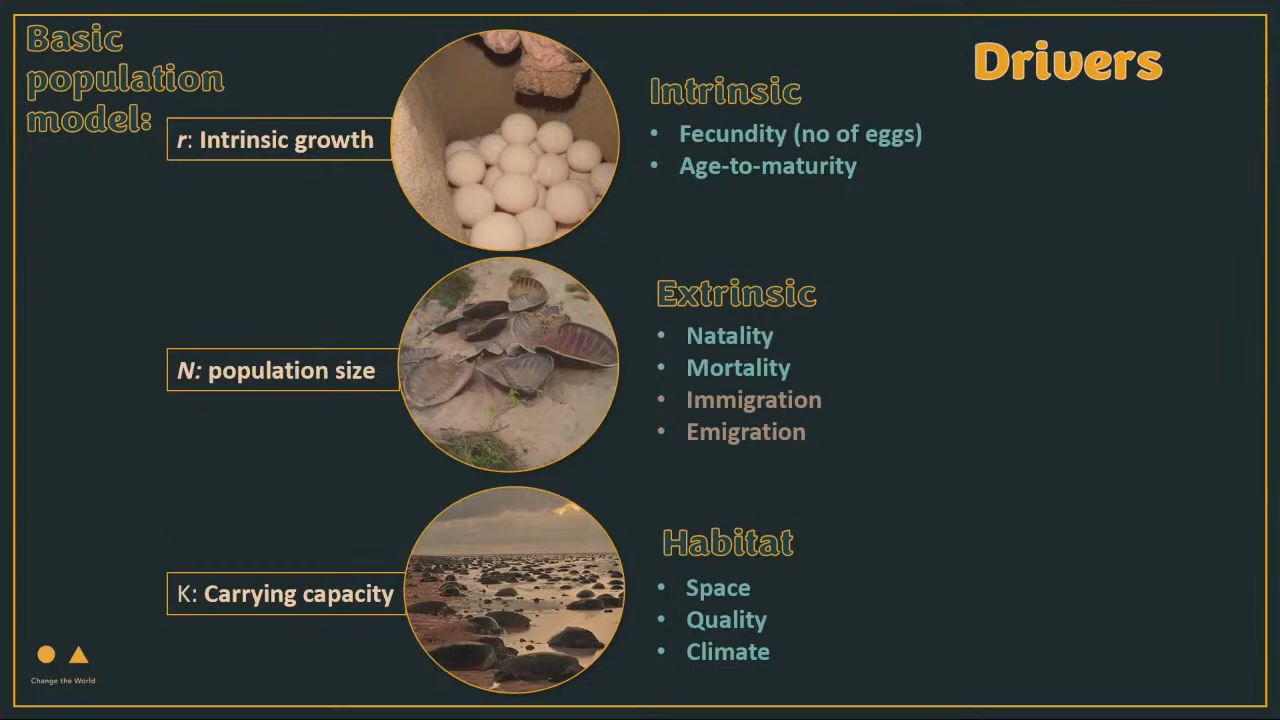 Basic
population
model:
Drivers
r: Intrinsic growth
Intrinsic
• Fecundity (no of eggs)
• Age-to-maturity
N: population size
Extrinsic
• Natality
• Mortality
• Immigration
• Emigration
K: Carrying capacity
Habitat
• Space
• Quality
• Climate
Change the World